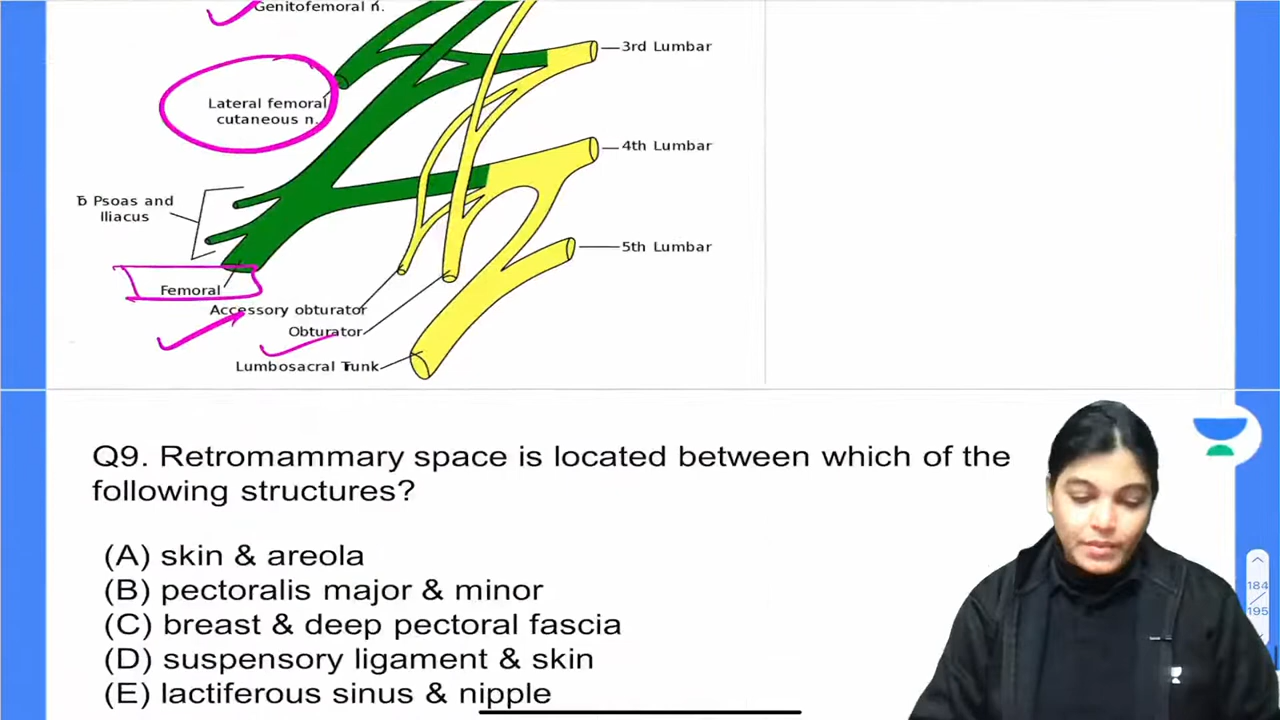 Genitofemoral n.
3rd Lumbar
Lateral femoral
cutaneous n.
4th Lumbar
Ⴆ Psoas and
Iliacus
5th Lumbar
Femoral
Accessory obturator
Obturator
Lumbosacral Trunk
Q9. Retromammary space is located between which of the
following structures?
(A) skin & areola
(B) pectoralis major & minor
(C) breast & deep pectoral fascia
(D) suspensory ligament & skin
(E) lactiferous sinus & nipple
184
195